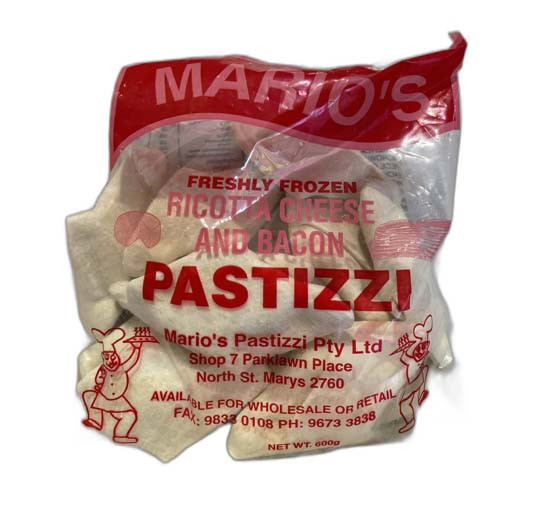 MARIO'S
FRESHLY FROZEN
RICOTTA CHEESE
AND BACON
PASTIZZI
Mario's Pastizzi Pty Ltd
Shop 7 Parklawn Place
North St. Marys 2760
AVAILABLE FOR WHOLESALE OR RETAIL
FAX: 9833 0108 PH: 9673 3838
NET WT. 600g